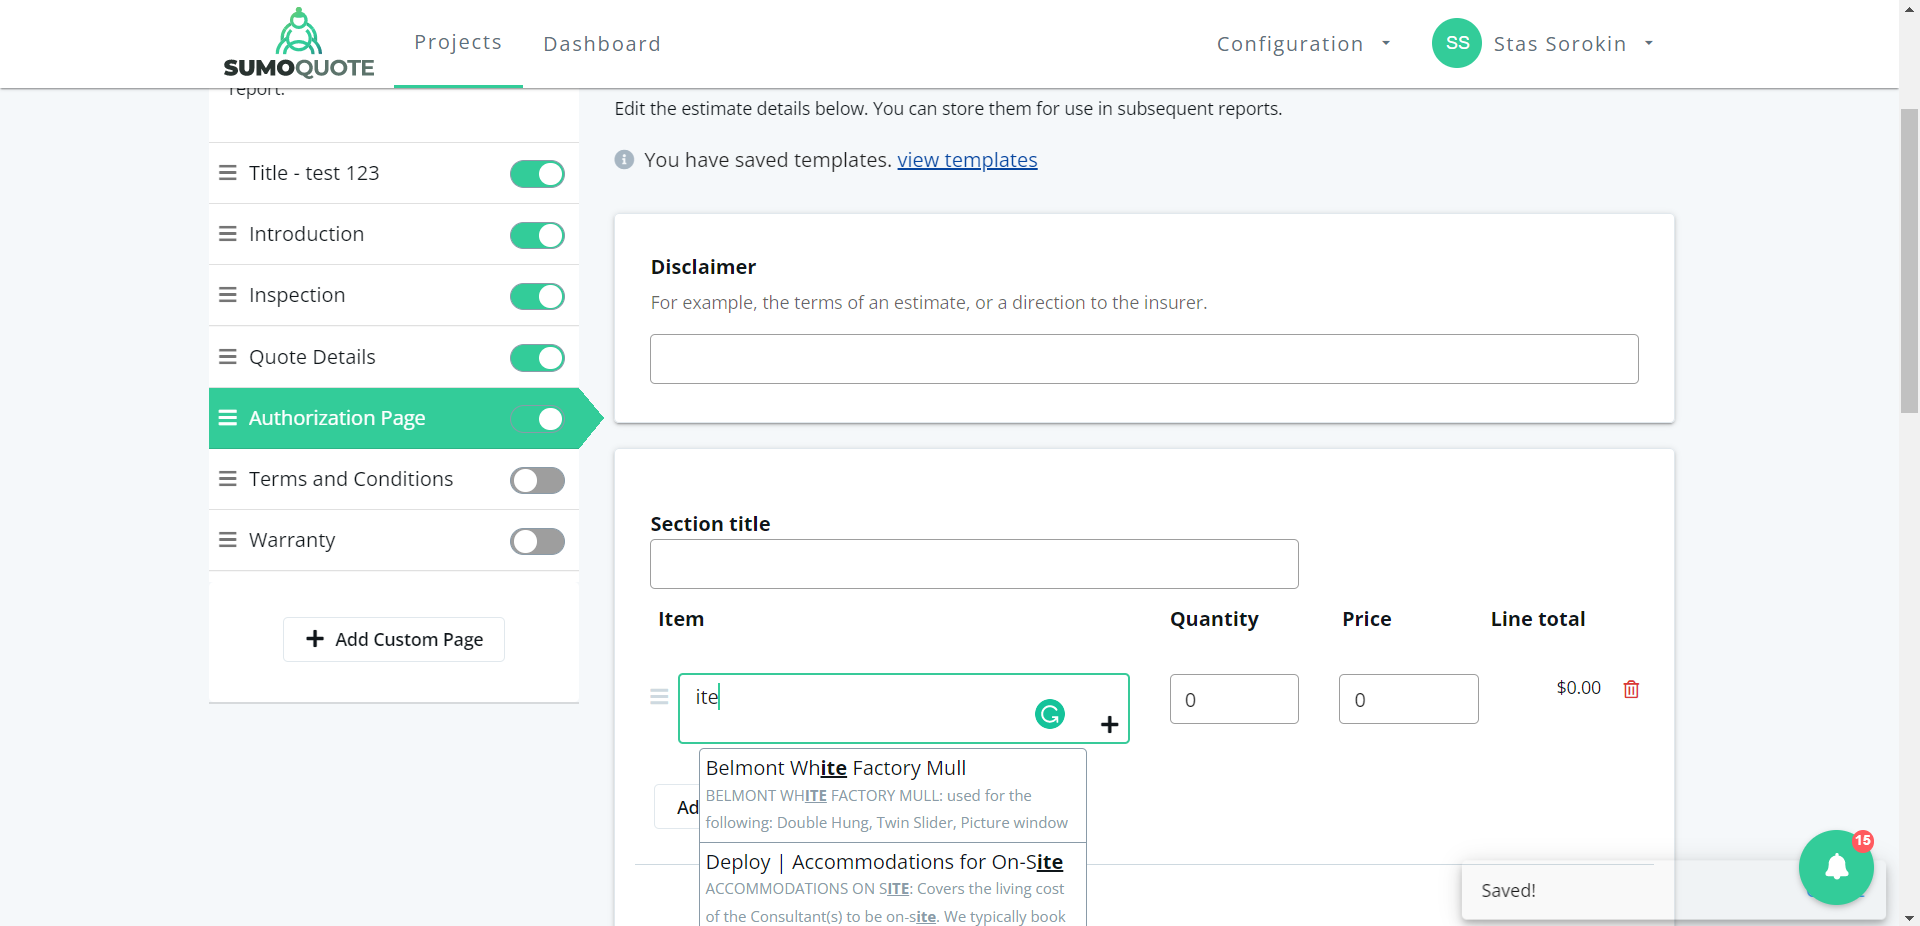 SUMOQUOTE
Projects
Dashboard
Configuration
SS
Stas Sorokin
report.
Title - test 123
Introduction
Inspection
Quote Details
Authorization Page
Terms and Conditions
Warranty
Add Custom Page
Edit the estimate details below. You can store them for use in subsequent reports.
You have saved templates. view templates
Disclaimer
For example, the terms of an estimate, or a direction to the insurer.
Section title
Item Quantity Price Line total
ite
0
0
$0.00
Belmont White Factory Mull
BELMONT WHITE FACTORY MULL: used for the
following: Double Hung, Twin Slider, Picture window
Ad
Deploy | Accommodations for On-Site
ACCOMMODATIONS ON SITE: Covers the living cost
of the Consultant(s) to be on-site. We typically book
15
Saved!